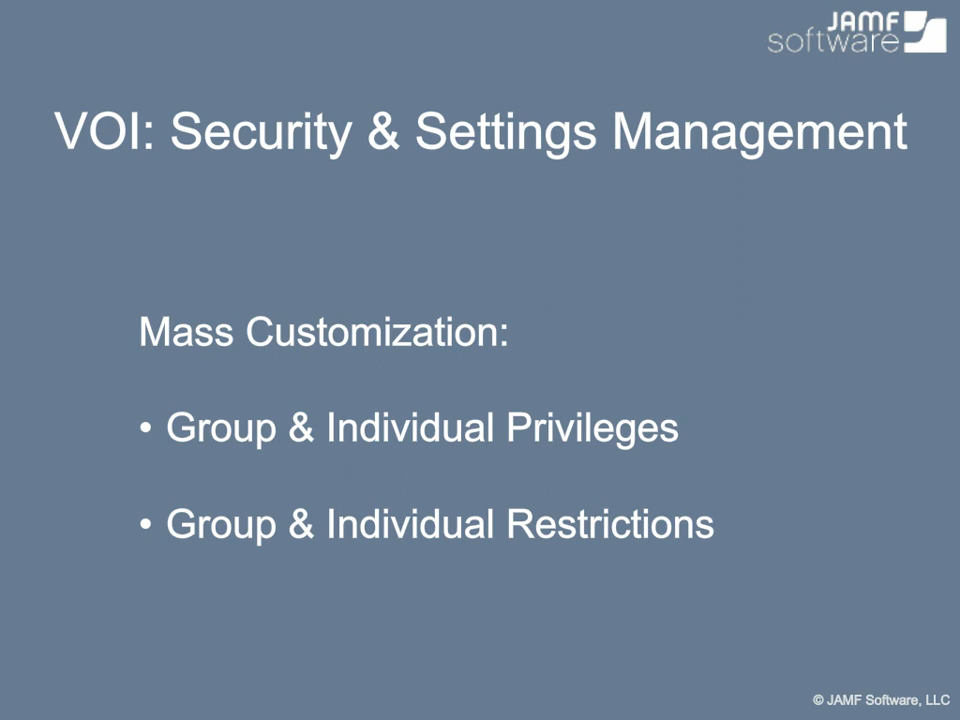 JAMF
software
VOI: Security & Settings Management
Mass Customization:
• Group & Individual Privileges
• Group & Individual Restrictions
© JAMF Software, LLC